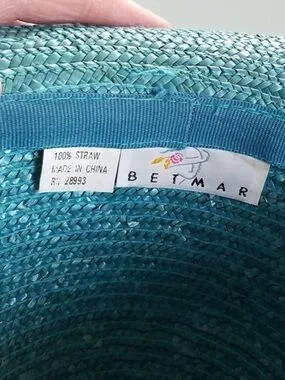 100% STRAW
MADE IN CHINA
RN 28993
BETMAR